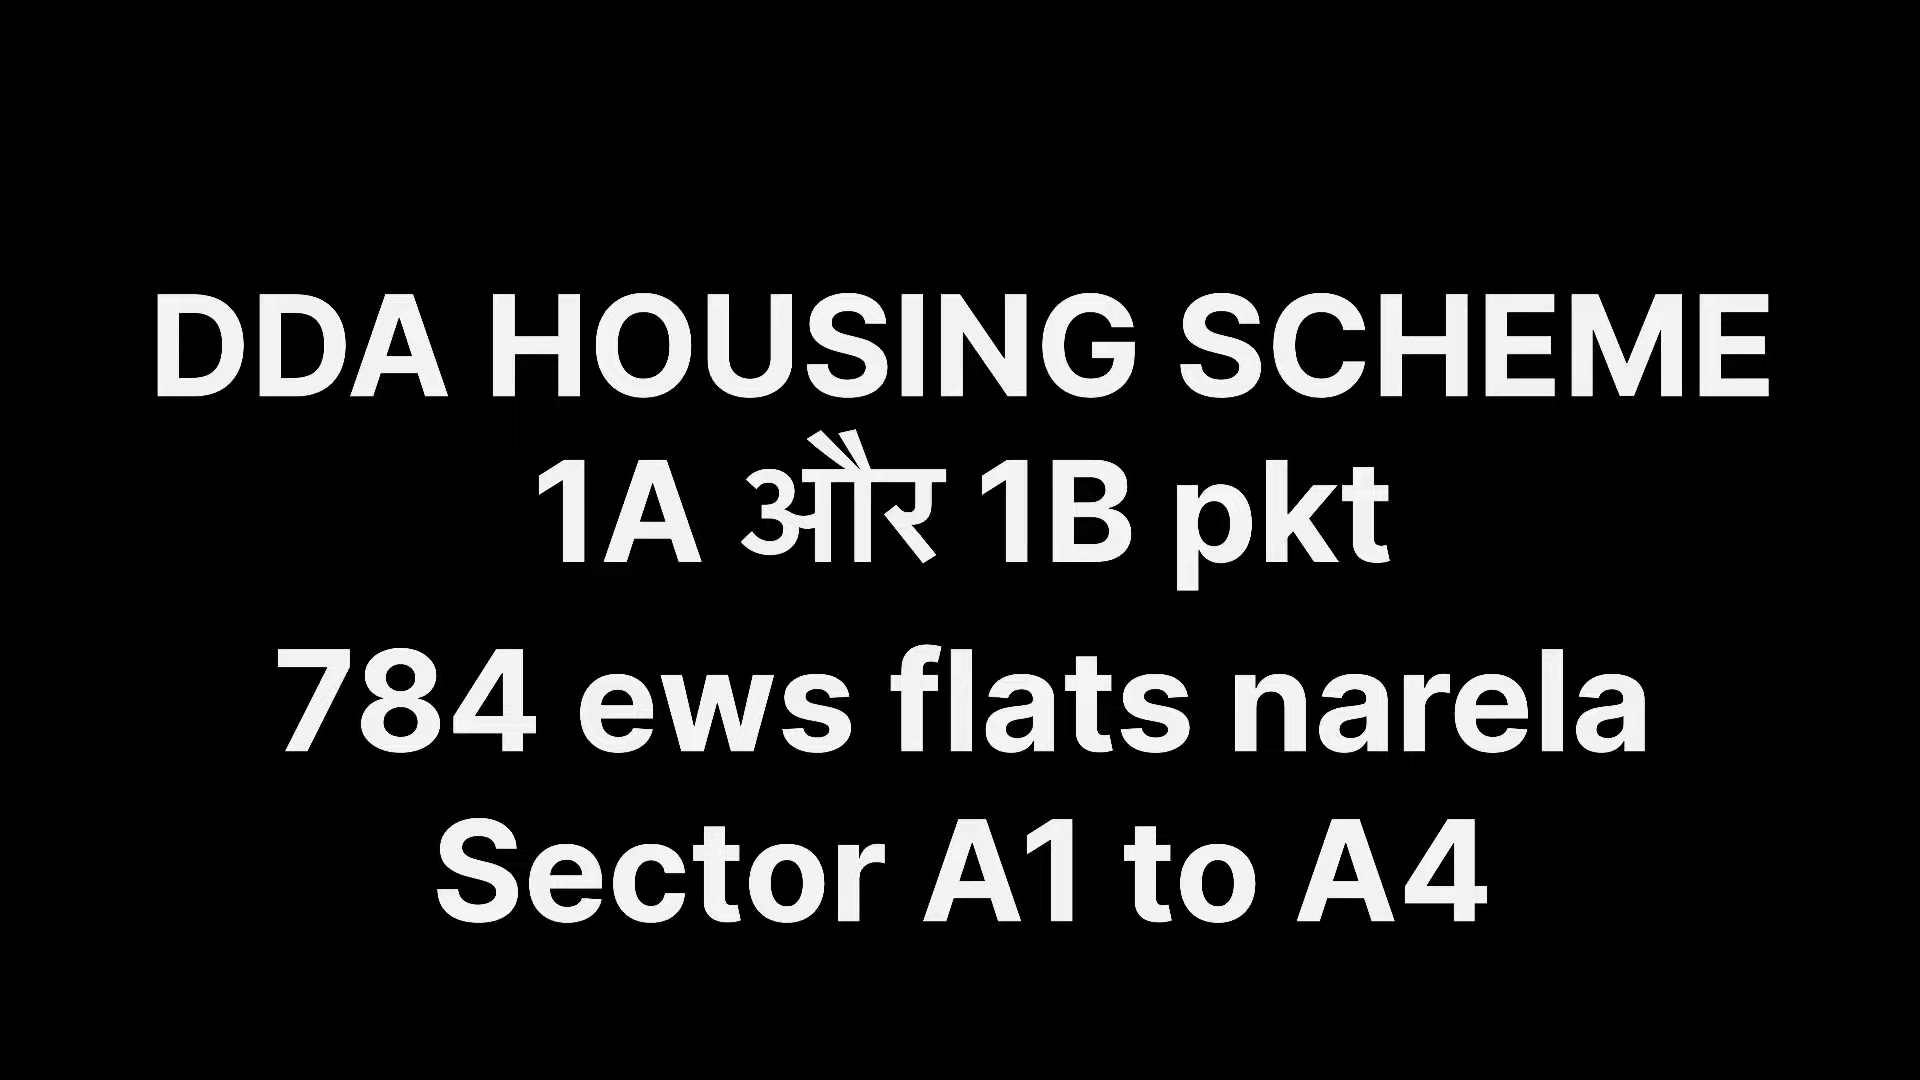 DDA HOUSING SCHEME
1A और 1B pkt
784 ews flats narela
Sector A1 to A4